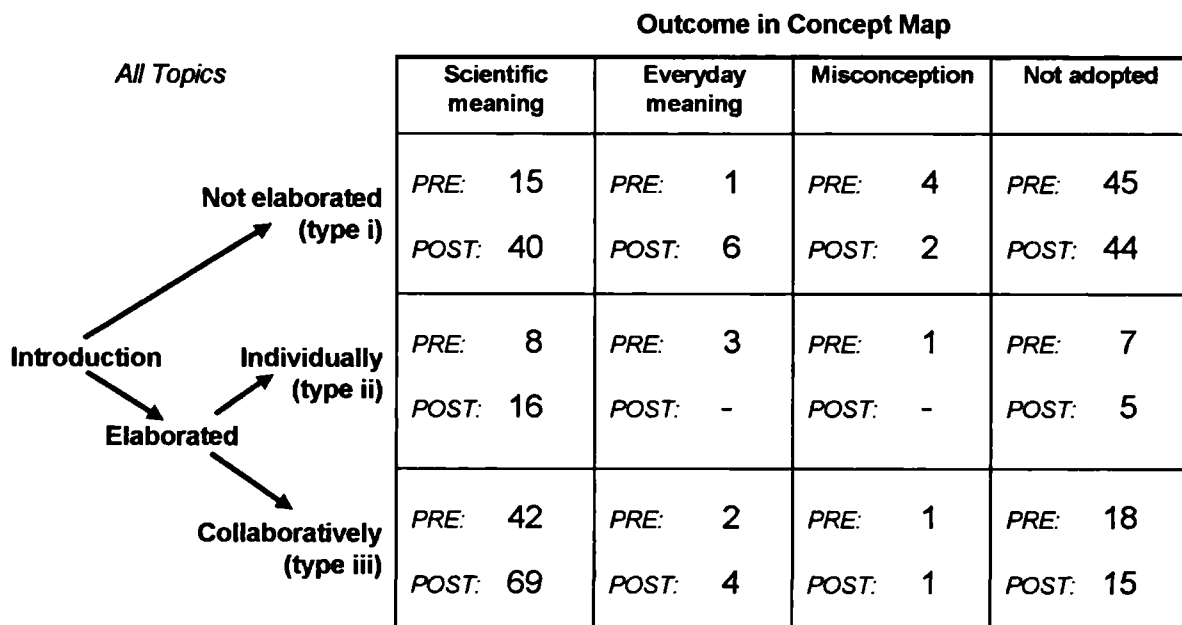 Outcome in Concept Map
All Topics
Scientific meaning
Everyday meaning
Misconception
Not adopted
Not elaborated (type i)
PRE: 15
PRE: 1
PRE: 4
PRE: 45
POST: 40
POST: 6
POST: 2
POST: 44
Introduction
Elaborated
Individually (type ii)
PRE: 8
PRE: 3
PRE: 1
PRE: 7
POST: 16
POST: -
POST: -
POST: 5
Collaboratively (type iii)
PRE: 42
PRE: 2
PRE: 1
PRE: 18
POST: 69
POST: 4
POST: 1
POST: 15